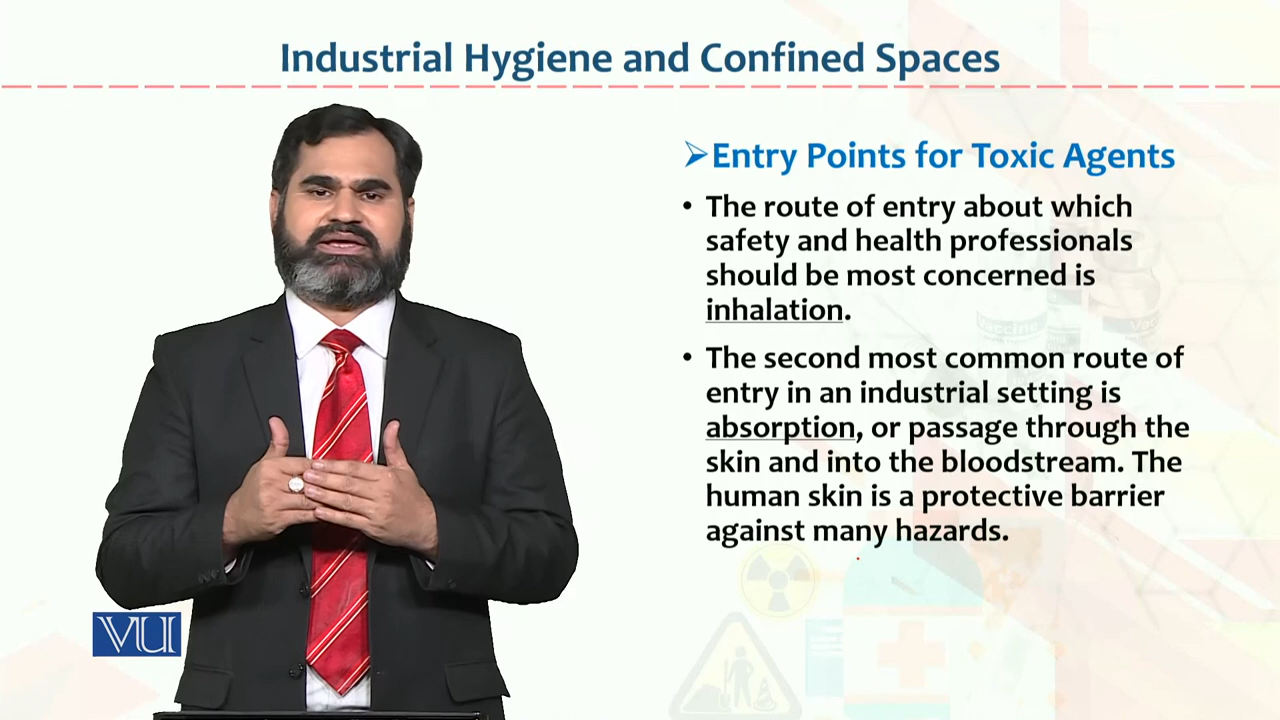 Industrial Hygiene and Confined Spaces
➢Entry Points for Toxic Agents
• The route of entry about which
safety and health professionals
should be most concerned is
inhalation.
• The second most common route of
entry in an industrial setting is
absorption, or passage through the
skin and into the bloodstream. The
human skin is a protective barrier
against many hazards.
Vaccine
VU